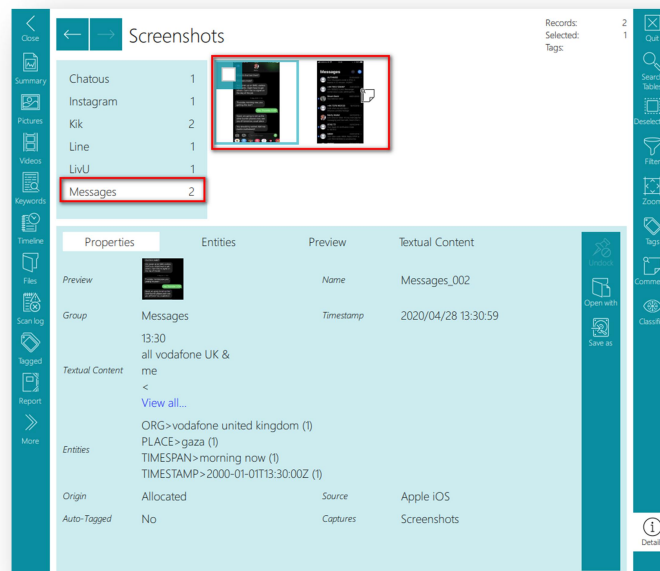 Close
Summary
Pictures
Videos
Keywords
Timeline
Files
Scan log
Tagged
Report
More
Screenshots
Records: 2
Selected: 1
Tags:
Chatous 1
Instagram 1
Kik 2
Line 1
LivU 1
Messages 2
Messages
Properties Entities Preview Textual Content
Preview
Name Messages_002
Group Messages
Timestamp 2020/04/28 13:30:59
Textual Content
13:30
all vodafone UK &
me
<
View all...
Entities
ORG>vodafone united kingdom (1)
PLACE>gaza (1)
TIMESPAN>morning now (1)
TIMESTAMP>2000-01-01T13:30:00Z (1)
Origin Allocated
Source Apple iOS
Auto-Tagged No
Captures Screenshots
Undock
Open with
Save as
Quit
Search
Tables
Deselect
Filter
Zoom
Tags
Comme
Classifi
Detail